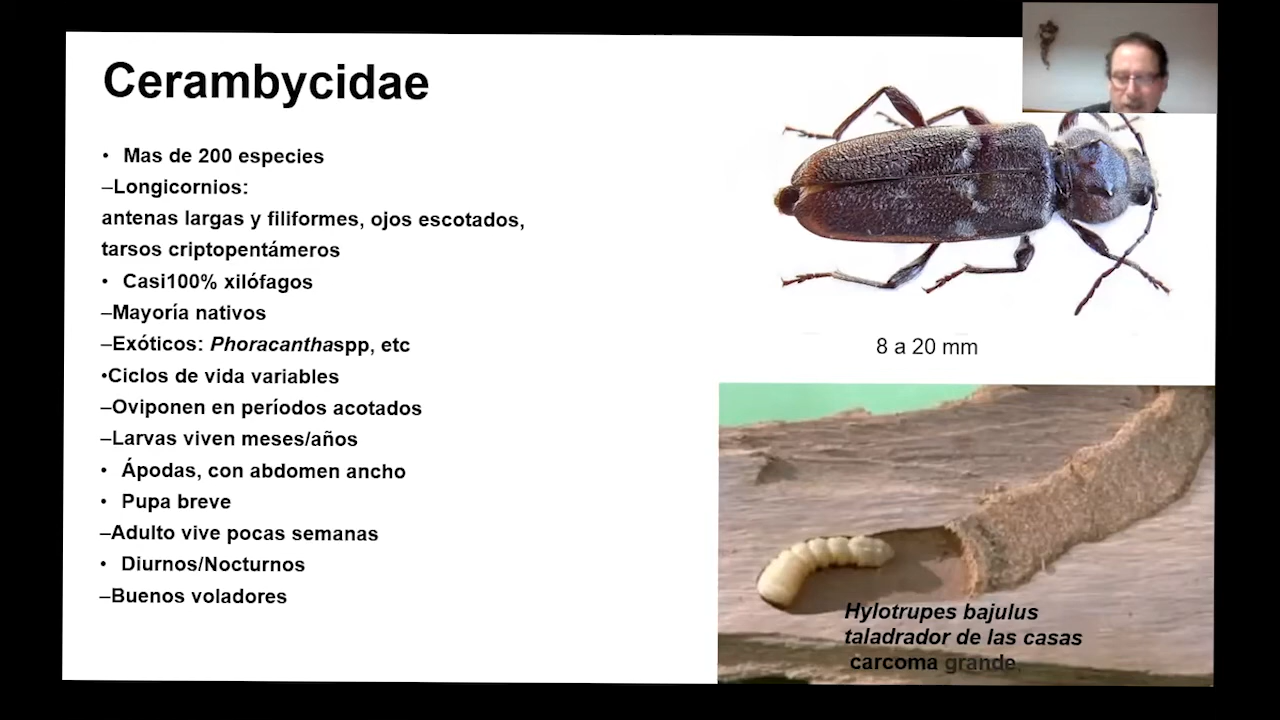 Cerambycidae
• Mas de 200 especies
–Longicornios:
antenas largas y filiformes, ojos escotados,
tarsos criptopentámeros
• Casi100% xilófagos
–Mayoría nativos
–Exóticos: Phoracanthaspp, etc
•Ciclos de vida variables
–Oviponen en períodos acotados
–Larvas viven meses/años
• Ápodas, con abdomen ancho
• Pupa breve
–Adulto vive pocas semanas
• Diurnos/Nocturnos
–Buenos voladores
8 a 20 mm
Hylotrupes bajulus
taladrador de las casas
carcoma grande